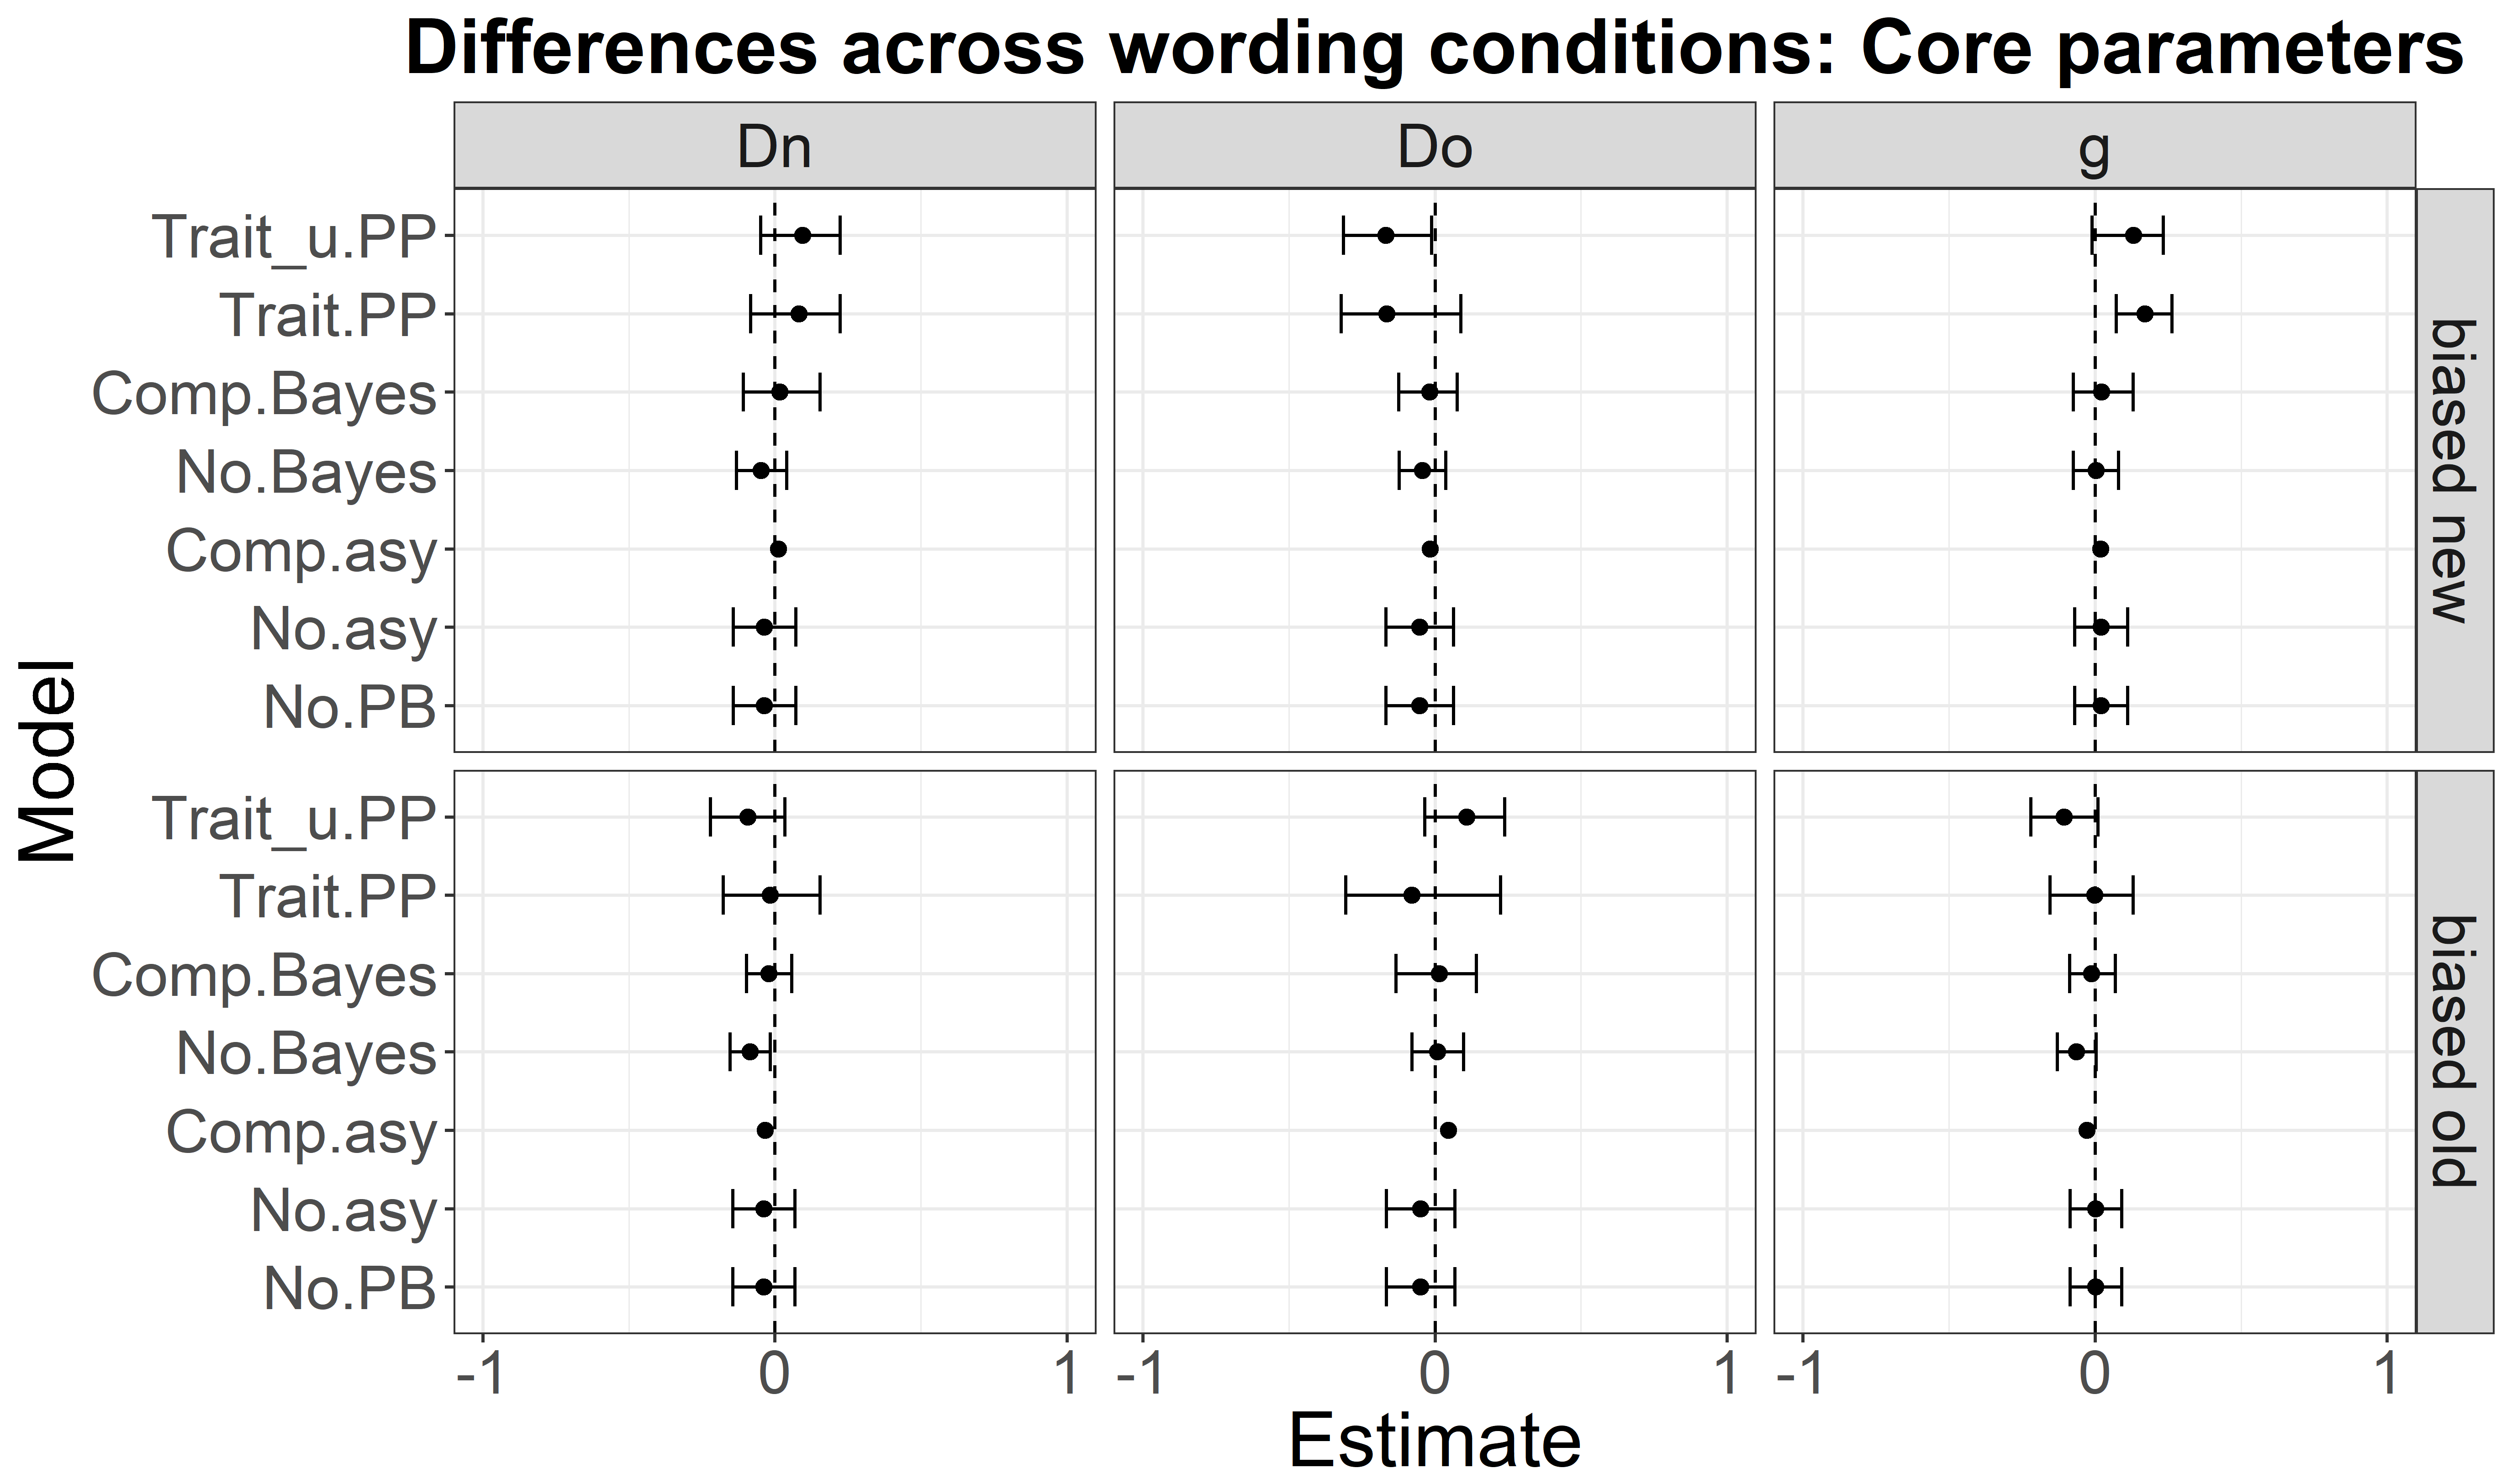 Differences across wording conditions: Core parameters
Dn Do g
Trait_u.PP
Trait.PP
Comp.Bayes
No.Bayes
Comp.asy
No.asy
No.PB
biased new
Model
Trait_u.PP
Trait.PP
Comp.Bayes
No.Bayes
Comp.asy
No.asy
No.PB
biased old
-1 0 1 -1 0 1 -1 0 1
Estimate